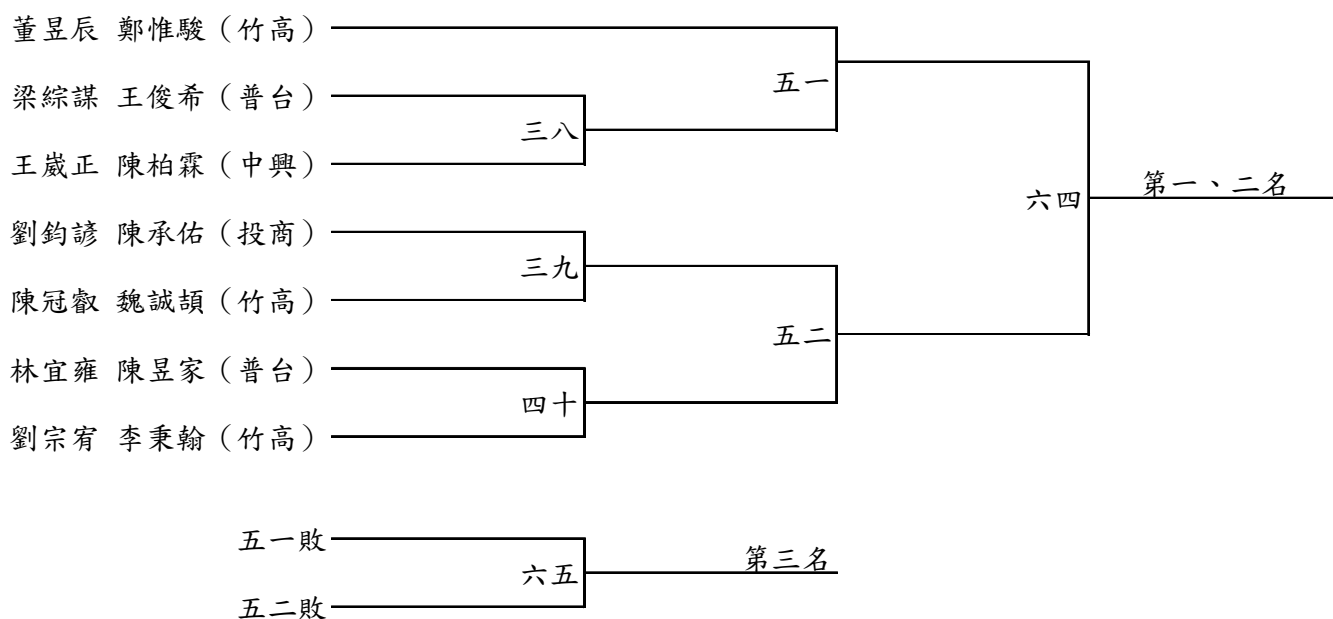 董昱辰 鄭惟駿（竹高）
五一
梁綜謀 王俊希（普台）
三八
王崴正 陳柏霖（中興）
六四
第一、二名
劉鈞諺 陳承佑（投商）
三九
陳冠叡 魏誠頡（竹高）
五二
林宜雍 陳昱家（普台）
四十
劉宗宥 李秉翰（竹高）
五一敗
六五
第三名
五二敗